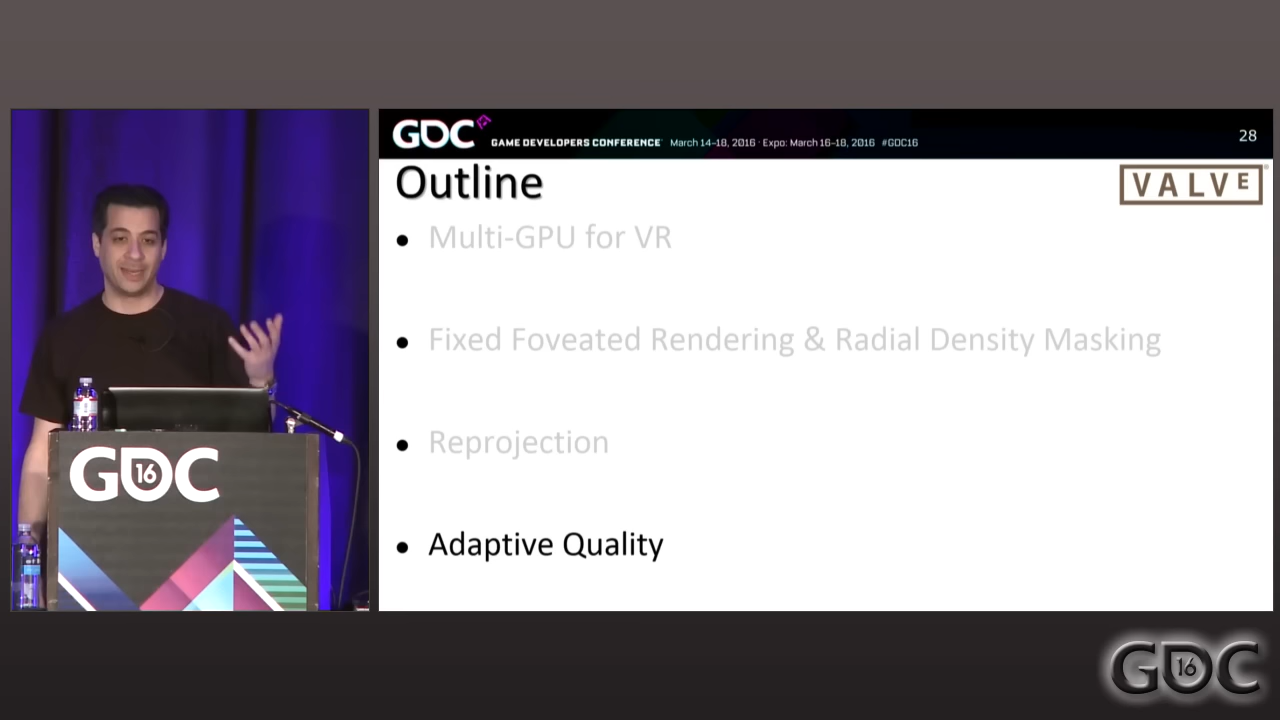 GDC
GAME DEVELOPERS CONFERENCE March 14-18, 2016 · Expo: March 16-18, 2016 #GDC16
28
Outline
VALVE
Multi-GPU for VR
Fixed Foveated Rendering & Radial Density Masking
Reprojection
Adaptive Quality
GDC 16
GDC 16